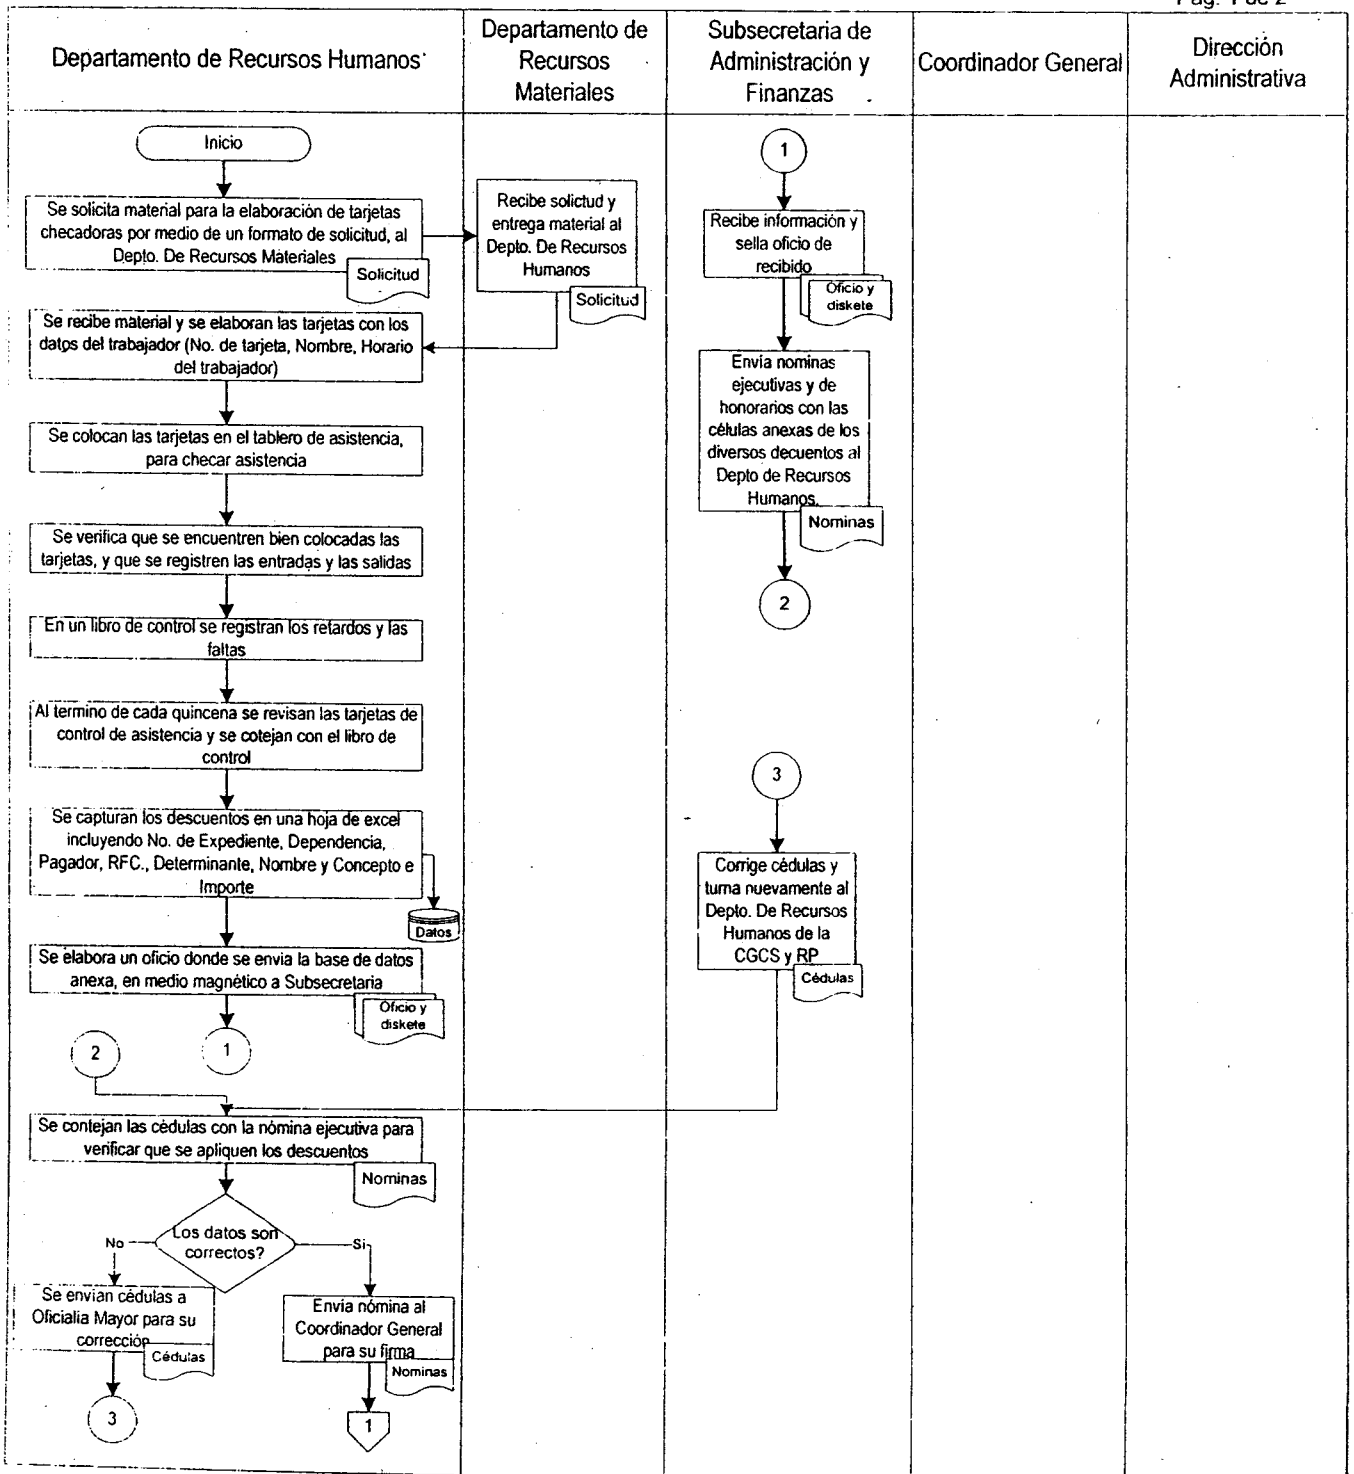 Pag. 1 de 2
Departamento de Recursos Humanos
Departamento de
Recursos
Materiales
Subsecretaria de
Administración y
Finanzas
Coordinador General
Dirección
Administrativa
Inicio
Se solicita material para la elaboración de tarjetas
checadoras por medio de un formato de solicitud, al
Depto. De Recursos Materiales
Solicitud
Recibe solictud y
entrega material al
Depto. De Recursos
Humanos
Solicitud
Se recibe material y se elaboran las tarjetas con los
datos del trabajador (No. de tarjeta, Nombre, Horario
del trabajador)
Se colocan las tarjetas en el tablero de asistencia,
para checar asistencia
Se verifica que se encuentren bien colocadas las
tarjetas, y que se registren las entradas y las salidas
En un libro de control se registran los retardos y las
faltas
Al termino de cada quincena se revisan las tarjetas de
control de asistencia y se cotejan con el libro de
control
Se capturan los descuentos en una hoja de excel
incluyendo No. de Expediente, Dependencia,
Pagador, RFC., Determinante, Nombre y Concepto e
Importe
Datos
Se elabora un oficio donde se envia la base de datos
anexa, en medio magnético a Subsecretaria
Oficio y
diskete
1
1
Recibe información y
sella oficio de
recibido
Oficio y
diskete
Envia nominas
ejecutivas y de
honorarios con las
células anexas de los
diversos decuentos al
Depto de Recursos
Humanos.
Nominas
2
3
Corrige cédulas y
turna nuevamente al
Depto. De Recursos
Humanos de la
CGCS y RP
Cédulas
2
Se contejan las cédulas con la nómina ejecutiva para
verificar que se apliquen los descuentos
Nominas
Los datos son
correctos?
No
Si
Se envian cédulas a
Oficialia Mayor para su
corrección
Cédulas
3
Envia nómina al
Coordinador General
para su firma
Nominas
1